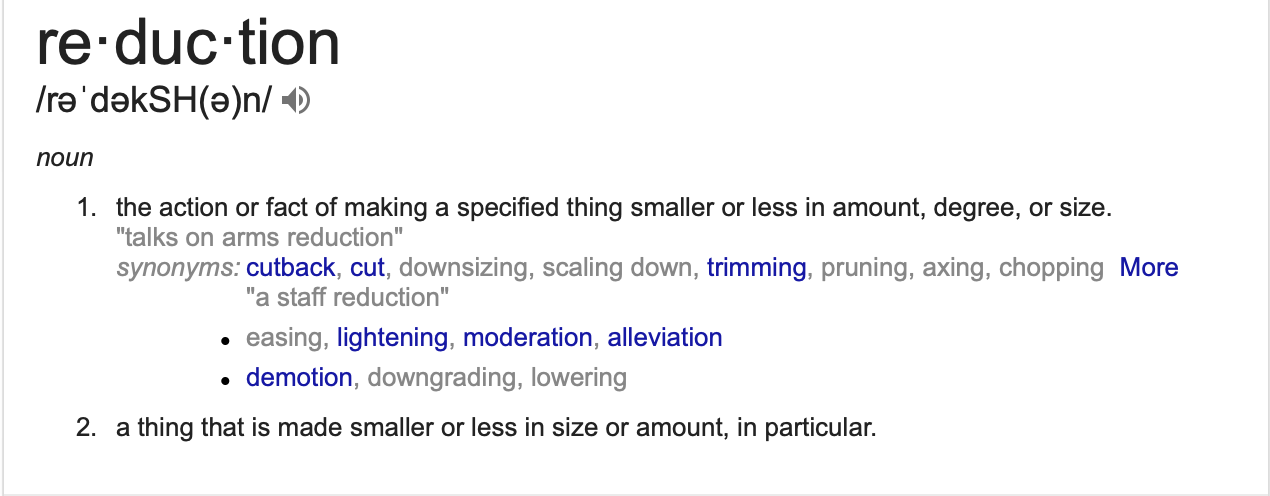 re·duc·tion
/rəˈdəkSH(ə)n/
noun
1. the action or fact of making a specified thing smaller or less in amount, degree, or size.
"talks on arms reduction"
synonyms: cutback, cut, downsizing, scaling down, trimming, pruning, axing, chopping More
"a staff reduction"
• easing, lightening, moderation, alleviation
• demotion, downgrading, lowering
2. a thing that is made smaller or less in size or amount, in particular.